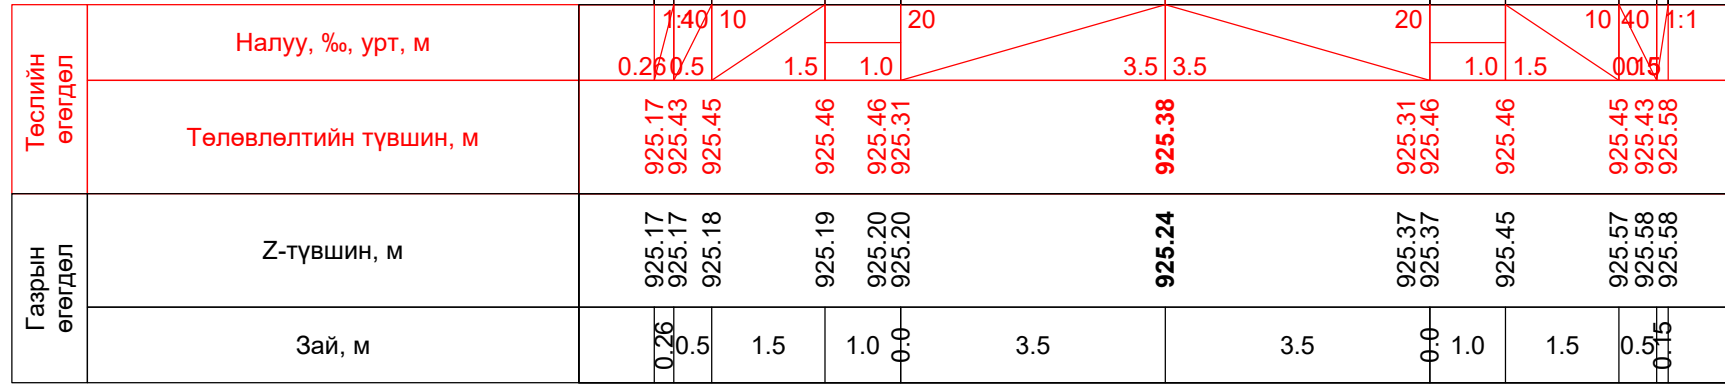 Төслийн өгөгдөл
Налуу, ‰, урт, м
1:1 40 10 20 20 10 40 1:1
0.26 0.5 1.5 1.0 3.5 3.5 1.0 1.5 0.5 0.15
Төлөвлөлтийн түвшин, м
925.17 925.43 925.45 925.46 925.46 925.31 925.38 925.31 925.46 925.46 925.45 925.43 925.58
Газрын өгөгдөл
Z-түвшин, м
925.17 925.17 925.18 925.19 925.20 925.20 925.24 925.37 925.37 925.45 925.57 925.58 925.58
Зай, м
0.26 0.5 1.5 1.0 0.0 3.5 3.5 0.0 1.0 1.5 0.5 0.15